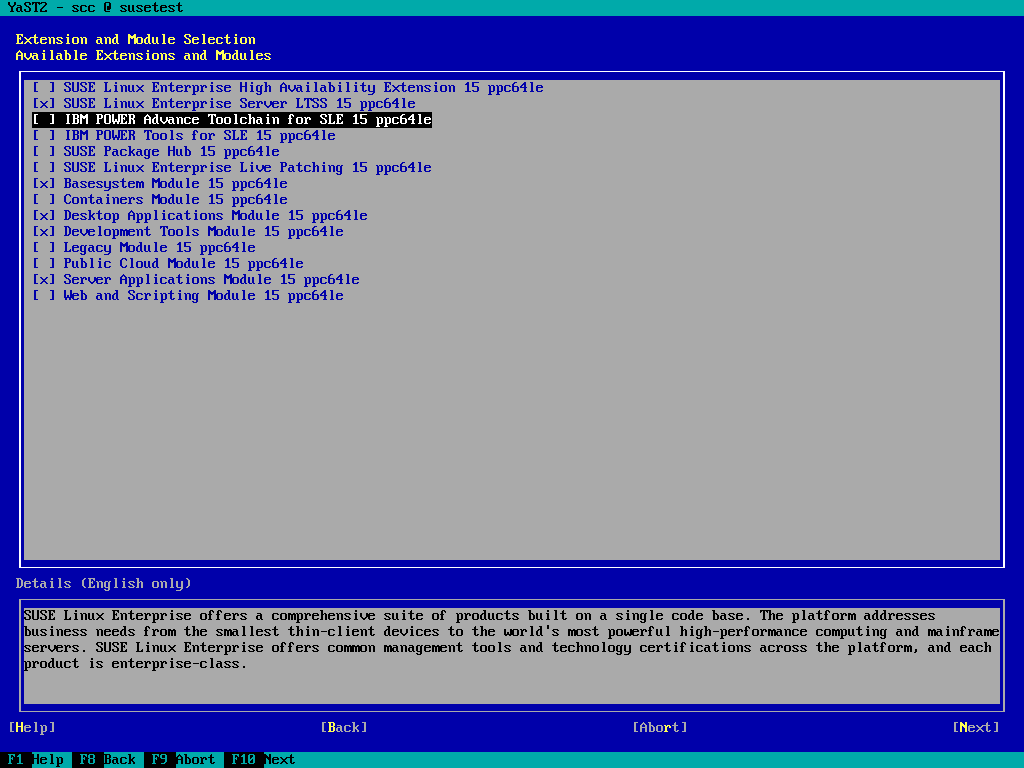 YaST2 - scc @ susetest
Extension and Module Selection
Available Extensions and Modules
[ ] SUSE Linux Enterprise High Availability Extension 15 ppc64le
[x] SUSE Linux Enterprise Server LTSS 15 ppc64le
[ ] IBM POWER Advance Toolchain for SLE 15 ppc64le
[ ] IBM POWER Tools for SLE 15 ppc64le
[ ] SUSE Package Hub 15 ppc64le
[ ] SUSE Linux Enterprise Live Patching 15 ppc64le
[x] Basesystem Module 15 ppc64le
[ ] Containers Module 15 ppc64le
[x] Desktop Applications Module 15 ppc64le
[x] Development Tools Module 15 ppc64le
[ ] Legacy Module 15 ppc64le
[ ] Public Cloud Module 15 ppc64le
[x] Server Applications Module 15 ppc64le
[ ] Web and Scripting Module 15 ppc64le
Details (English only)
SUSE Linux Enterprise offers a comprehensive suite of products built on a single code base. The platform addresses
business needs from the smallest thin-client devices to the world's most powerful high-performance computing and mainframe
servers. SUSE Linux Enterprise offers common management tools and technology certifications across the platform, and each
product is enterprise-class.
[Help] [Back] [Abort] [Next]
F1 Help F8 Back F9 Abort F10 Next